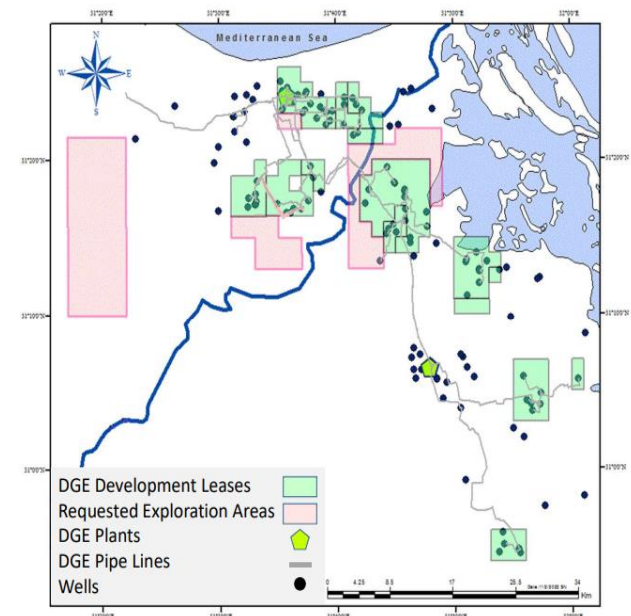 N
W
E
S
Mediterranean Sea
31°20'0"N
31°20'0"N
31°10'0"N
31°10'0"N
31°0'0"N
31°0'0"N
DGE Development Leases
Requested Exploration Areas
DGE Plants
DGE Pipe Lines
Wells
0 4.25 8.5 17 25.5 34
Km